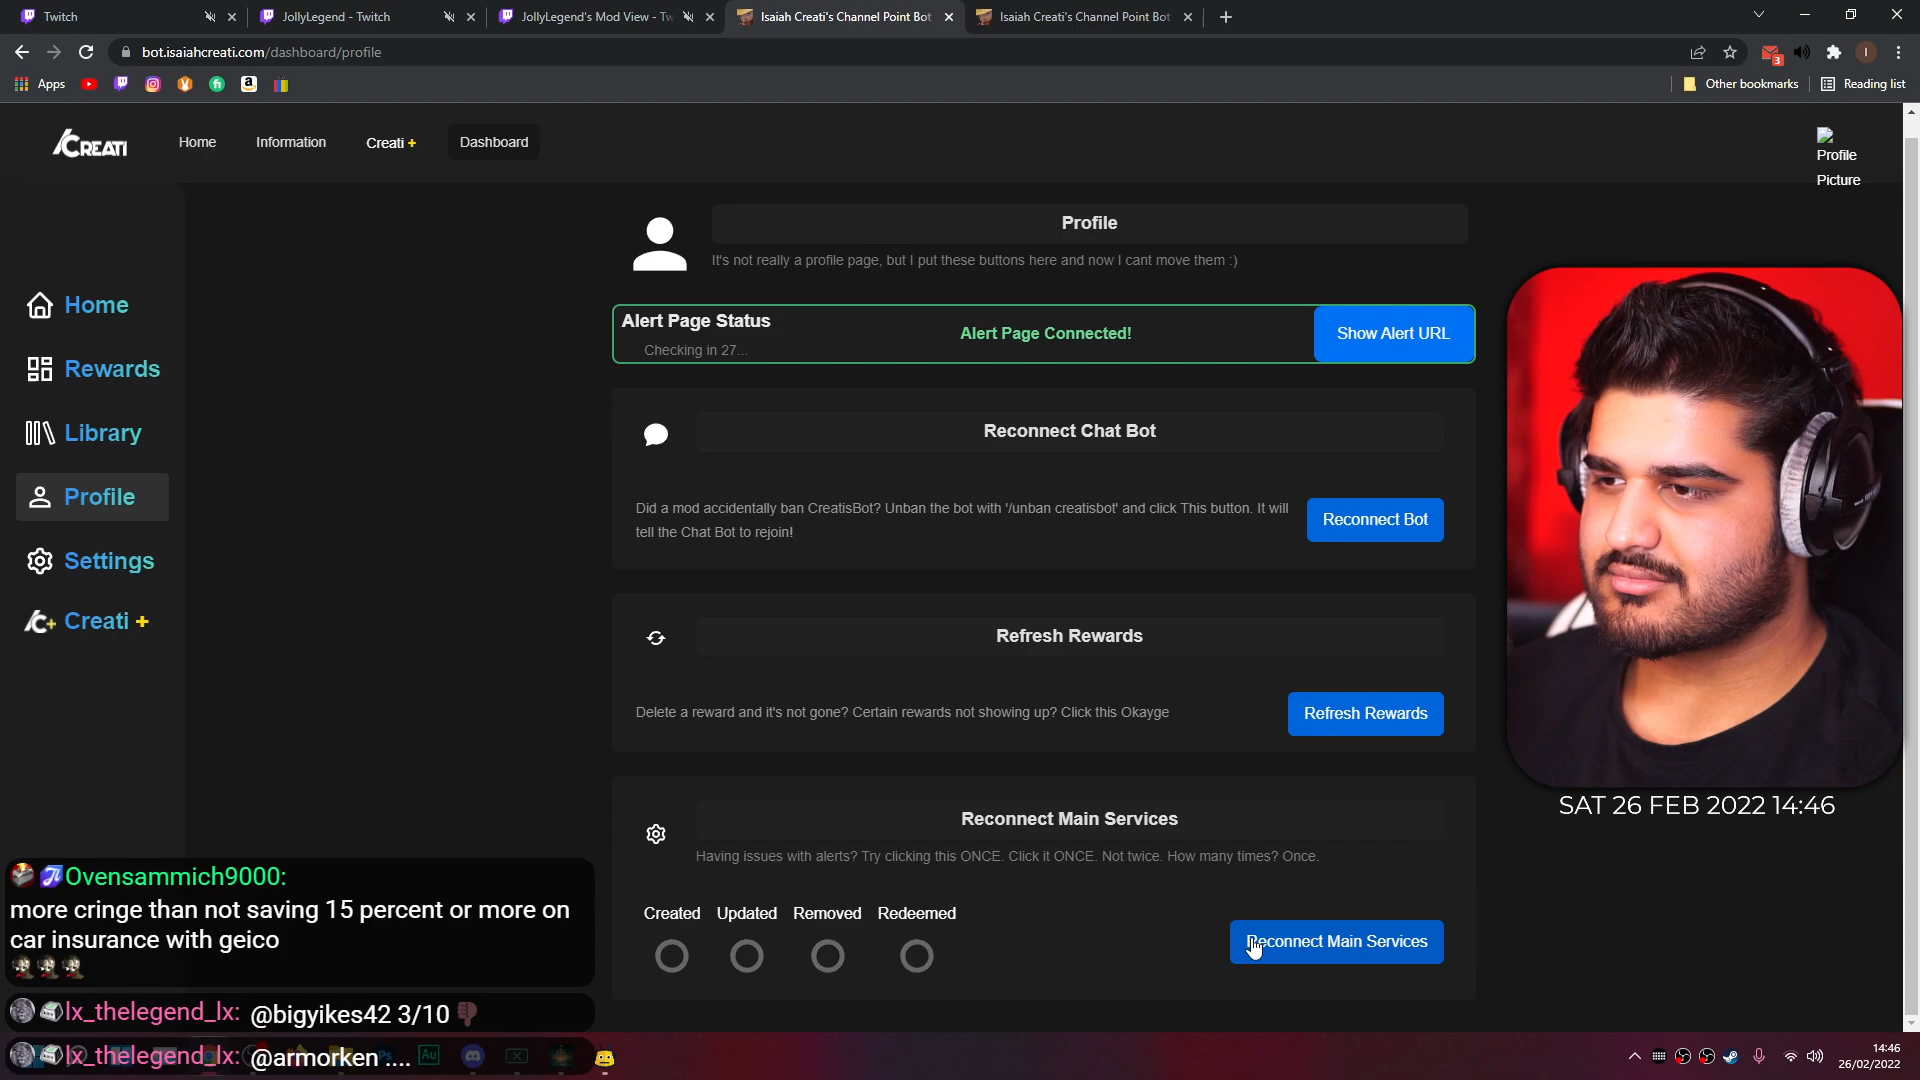 Twitch
JollyLegend - Twitch
JollyLegend's Mod View - Tw
Isaiah Creati's Channel Point Bot
Isaiah Creati's Channel Point Bot
bot.isaiahcreati.com/dashboard/profile
3
I
Apps
Other bookmarks
Reading list
CREATI
Home
Information
Creati +
Dashboard
Profile
Picture
Home
Rewards
Library
Profile
Settings
Creati +
Profile
It's not really a profile page, but I put these buttons here and now I cant move them :)
Alert Page Status
Checking in 27...
Alert Page Connected!
Show Alert URL
Reconnect Chat Bot
Did a mod accidentally ban CreatisBot? Unban the bot with '/unban creatisbot' and click This button. It will
tell the Chat Bot to rejoin!
Reconnect Bot
Refresh Rewards
Delete a reward and it's not gone? Certain rewards not showing up? Click this Okayge
Refresh Rewards
Reconnect Main Services
Having issues with alerts? Try clicking this ONCE. Click it ONCE. Not twice. How many times? Once.
Created Updated Removed Redeemed
Reconnect Main Services
SAT 26 FEB 2022 14:46
Ovensammich9000:
more cringe than not saving 15 percent or more on
car insurance with geico
lx_thelegend_lx: @bigyikes42 3/10
lx_thelegend_lx: @armorken ....
Au
14:46
26/02/2022